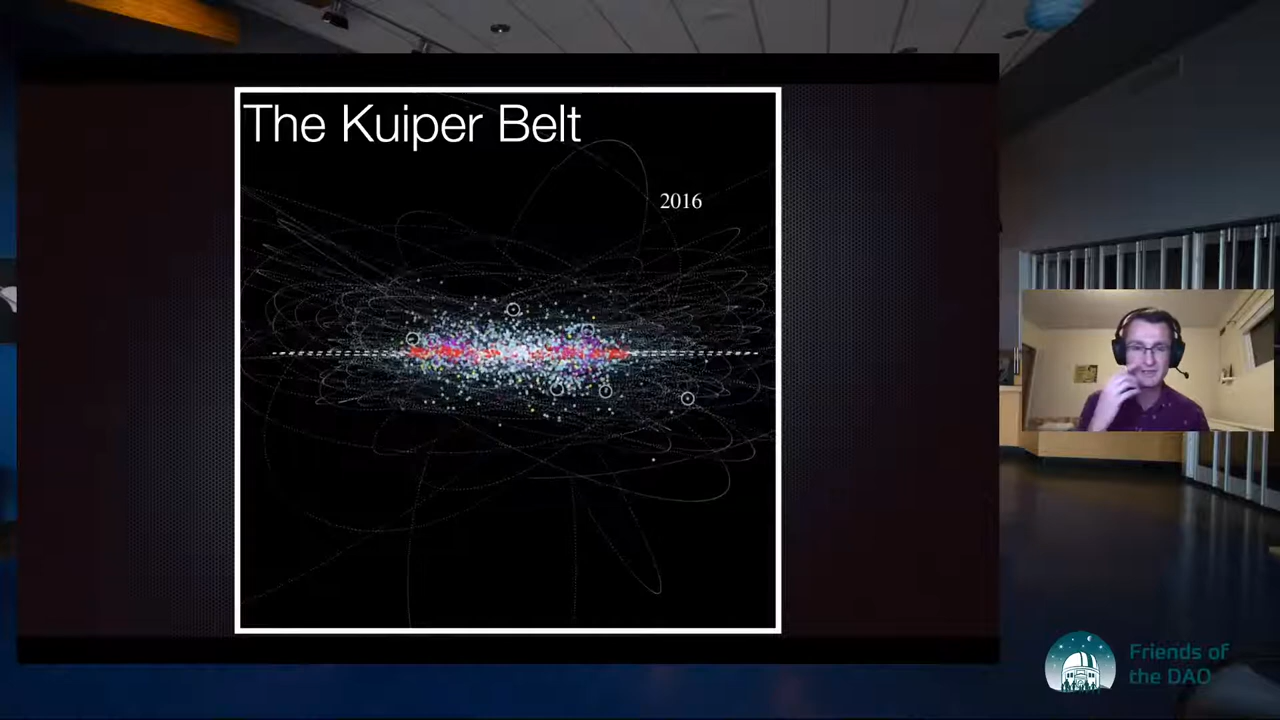 The Kuiper Belt
2016
Friends of
the DAO